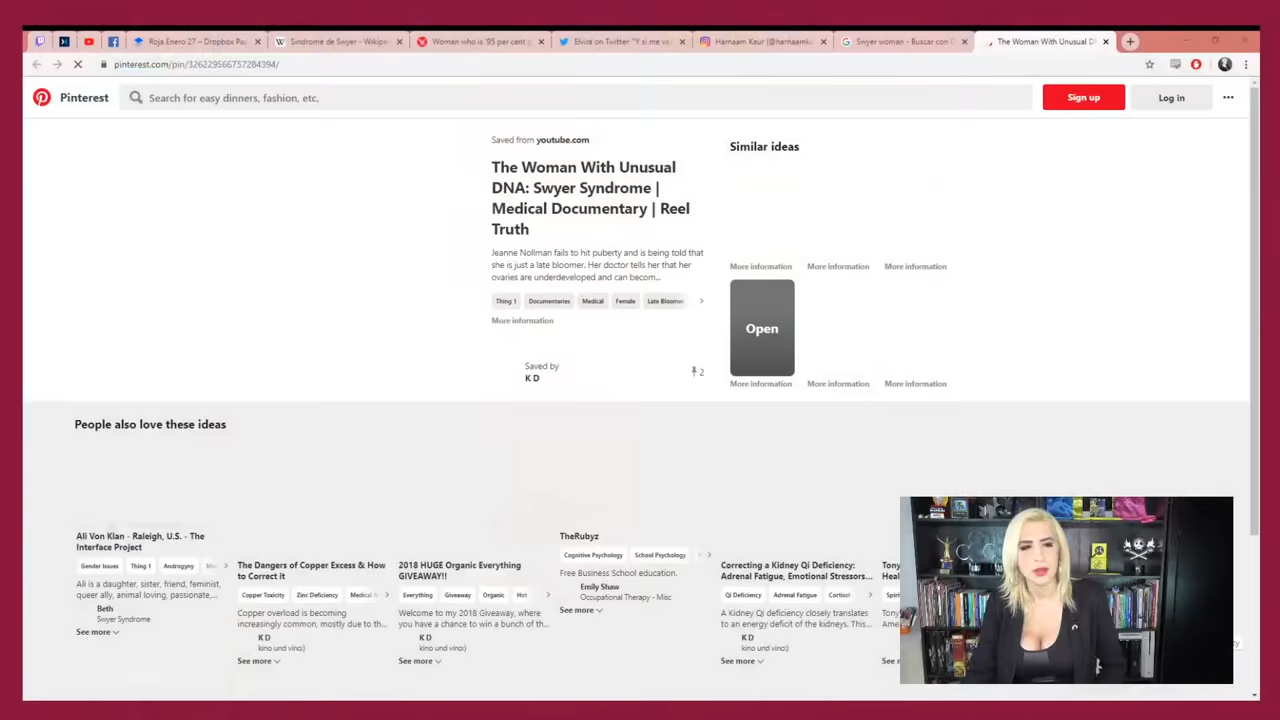 Roja Enero 27 – Dropbox Pa
Síndrome de Swyer - Wikipe
Woman who is '95 per cent
Elvira on Twitter: "Y si me ve
Harnaam Kaur (@harnaamk
Swyer woman - Buscar con G
The Woman With Unusual D
pinterest.com/pin/326229566757284394/
Pinterest
Search for easy dinners, fashion, etc.
Sign up
Log in
Saved from youtube.com
The Woman With Unusual
DNA: Swyer Syndrome |
Medical Documentary | Reel
Truth
Jeanne Nollman fails to hit puberty and is being told that
she is just a late bloomer. Her doctor tells her that her
ovaries are underdeveloped and can becom...
Thing 1 Documentaries Medical Female Late Bloomer
More information
Saved by
K D
2
Similar ideas
More information More information More information
Open
More information More information More information
People also love these ideas
Ali Von Klan - Raleigh, U.S. - The
Interface Project
Gender Issues Thing 1 Androgyny
Ali is a daughter, sister, friend, feminist,
queer ally, animal loving, passionate,...
Beth
Swyer Syndrome
See more
The Dangers of Copper Excess & How
to Correct it
Copper Toxicity Zinc Deficiency Medical
Copper overload is becoming
increasingly common, mostly due to th...
K D
kino und vino:)
See more
2018 HUGE Organic Everything
GIVEAWAY!!
Everything Giveaway Organic Hot
Welcome to my 2018 Giveaway, where
you have a chance to win a bunch of th...
K D
kino und vino:)
See more
TheRubyz
Cognitive Psychology School Psychology
Free Business School education.
Emily Shaw
Occupational Therapy - Misc
See more
Correcting a Kidney Qi Deficiency:
Adrenal Fatigue, Emotional Stressors...
Qi Deficiency Adrenal Fatigue Cortisol
A Kidney Qi deficiency closely translates
to an energy deficit of the kidneys. This...
K D
kino und vino:)
See more